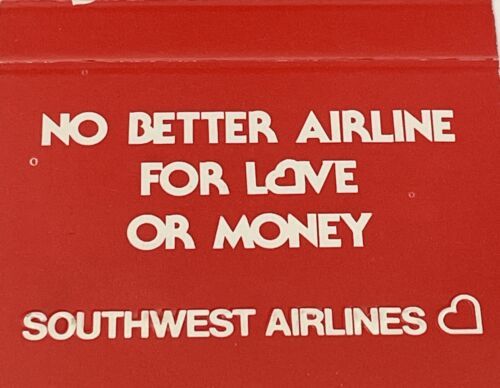 NO BETTER AIRLINE
FOR LOVE
OR MONEY
SOUTHWEST AIRLINES